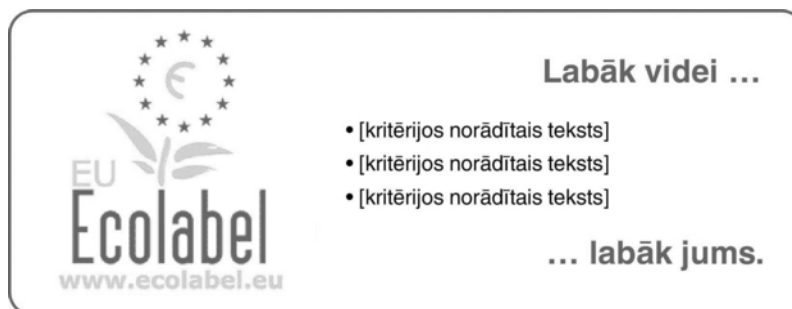 Labāk videi …
• [kritērijos norādītais teksts]
• [kritērijos norādītais teksts]
• [kritērijos norādītais teksts]
… labāk jums.
EU
Ecolabel
www.ecolabel.eu